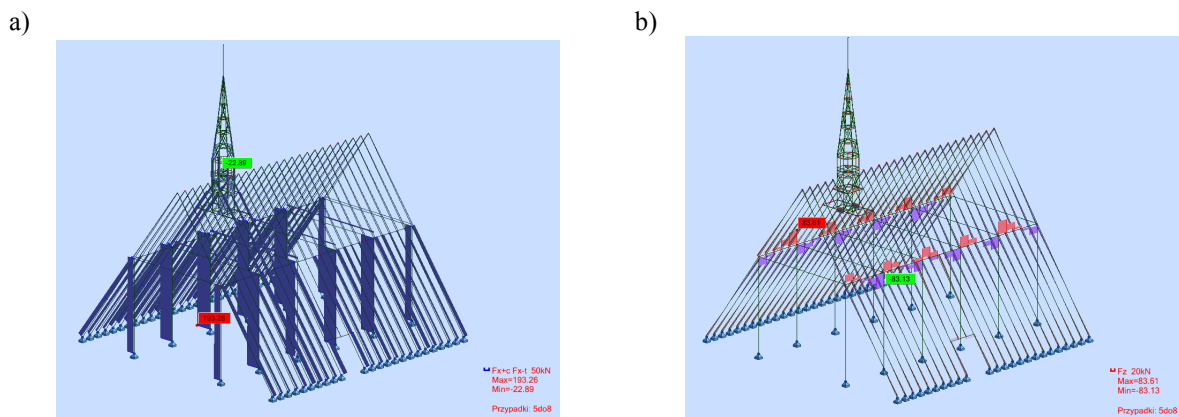 a)
b)
-22.89
193.26
Fx+c Fx-t 50kN
Max=193.26
Min=-22.89
Przypadki: 5do8
83.61
-83.13
Fz 20kN
Max=83.61
Min=-83.13
Przypadki: 5do8